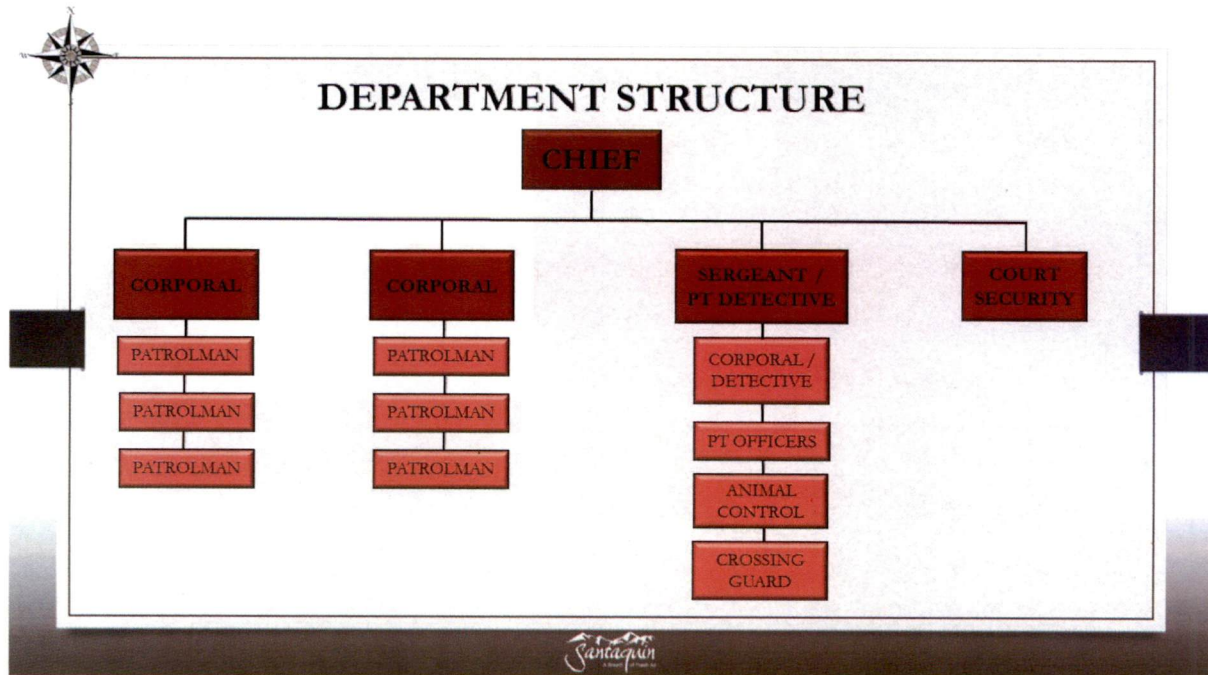 DEPARTMENT STRUCTURE
CHIEF
CORPORAL
CORPORAL
SERGEANT /
PT DETECTIVE
COURT
SECURITY
PATROLMAN
PATROLMAN
PATROLMAN
PATROLMAN
PATROLMAN
PATROLMAN
CORPORAL /
DETECTIVE
PT OFFICERS
ANIMAL
CONTROL
CROSSING
GUARD
Santaquin